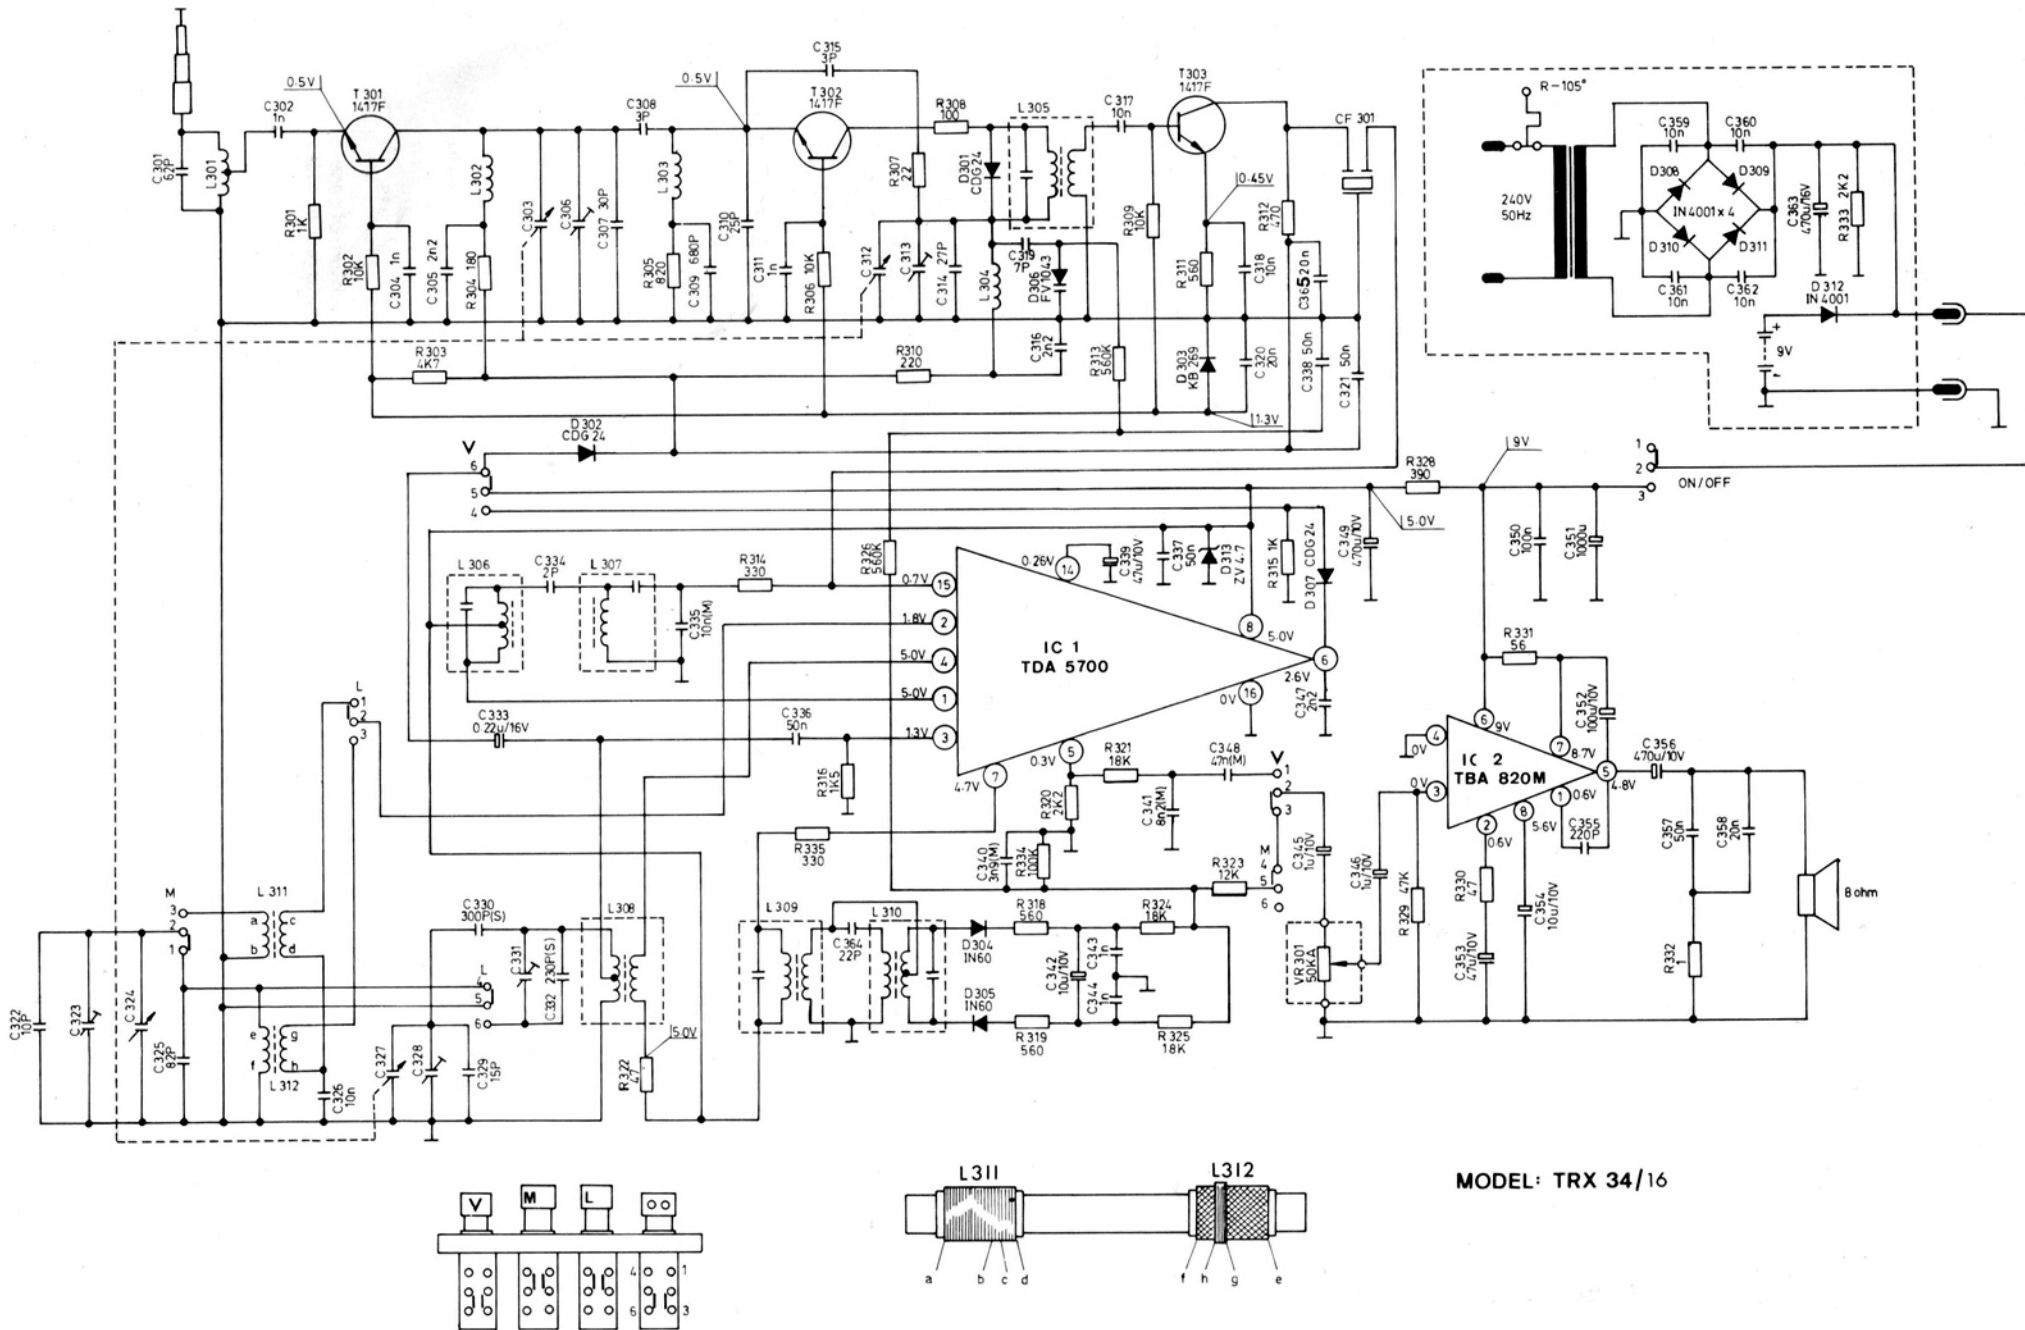 C315
3P
0.5V
0.5V
T301
1417F
T302
1417F
T303
1417F
C302
1n
C308
3P
R308
100
L305
C317
10n
CF 301
R-105°
C359
10n
C360
10n
C301
62P
L301
R301
1K
L302
C303
C306
C307 30P
L303
C310
25P
R307
22
D301
CDG24
R309
10K
0.45V
R312
470
240V
50Hz
D308
D309
IN4001x4
D310
D311
C363
470u/16V
R333 2K2
R302
10K
C304 1n
C305 2n2
R304 180
R305
820
C309 680P
C311
1n
R306 10K
C312
C313
C314 27P
C319
7P
L304
D306
FV1043
R311
560
C318
10n
C365 20n
C361
10n
C362
10n
D312
IN 4001
9V
R303
4K7
R310
220
C316
2n2
R313
560K
D303
KB 269
C320
20n
C338 50n
C321 50n
1.3V
D302
CDG 24
V
6
5
4
R328
390
9V
5.0V
1
2
3
ON/OFF
L306
C334
2P
L307
R314
330
C335
10n(M)
R326
560K
0.26V
14
C339
47u/10V
C337
50n
D313
ZV 4.7
R315 1K
D307 CDG24
C349
470u/10V
C350
100n
C351
1000u
0.7V
15
1.8V
2
5.0V
4
5.0V
1
1.3V
3
IC 1
TDA 5700
8
5.0V
6
2.6V
0V
16
C347
2n2
5
0.3V
7
4.7V
C333
0.22u/16V
C336
50n
R316
1K5
L
1
2
3
R321
18K
C348
47n(M)
V
1
2
3
R320
2K2
C341
8n2(M)
R335
330
C340
3n9(M)
R334
100K
R323
12K
M
4
5
6
C345
1u/10V
C346
1u/10V
R331
56
C352
100u/10V
6
9V
4
0V
0V
3
IC 2
TBA 820M
7
8.7V
5
4.8V
1
0.6V
8
5.6V
2
0.6V
C355
220P
C356
470u/10V
C357
50n
C358
20n
8 ohm
R329 47K
R330
47
C353
47u/10V
C354
10u/10V
R332
1
VR301
50KA
M
3
2
1
L 311
a
b
c
d
C330
300P(S)
L308
C331
C332 230P(S)
L
4
5
6
L309
L310
C364
22P
D304
IN60
D305
IN60
R318
560
R319
560
C342
10u/10V
C343
1n
C344
1n
R324
18K
R325
18K
C322
10P
C323
C324
C325
82P
e
f
g
h
L 312
C326
10n
C327
C328
C329
15P
R322
47
5.0V
V
M
L
4
1
6
3
L311
L312
a
b
c
d
f
h
g
e
MODEL: TRX 34/16